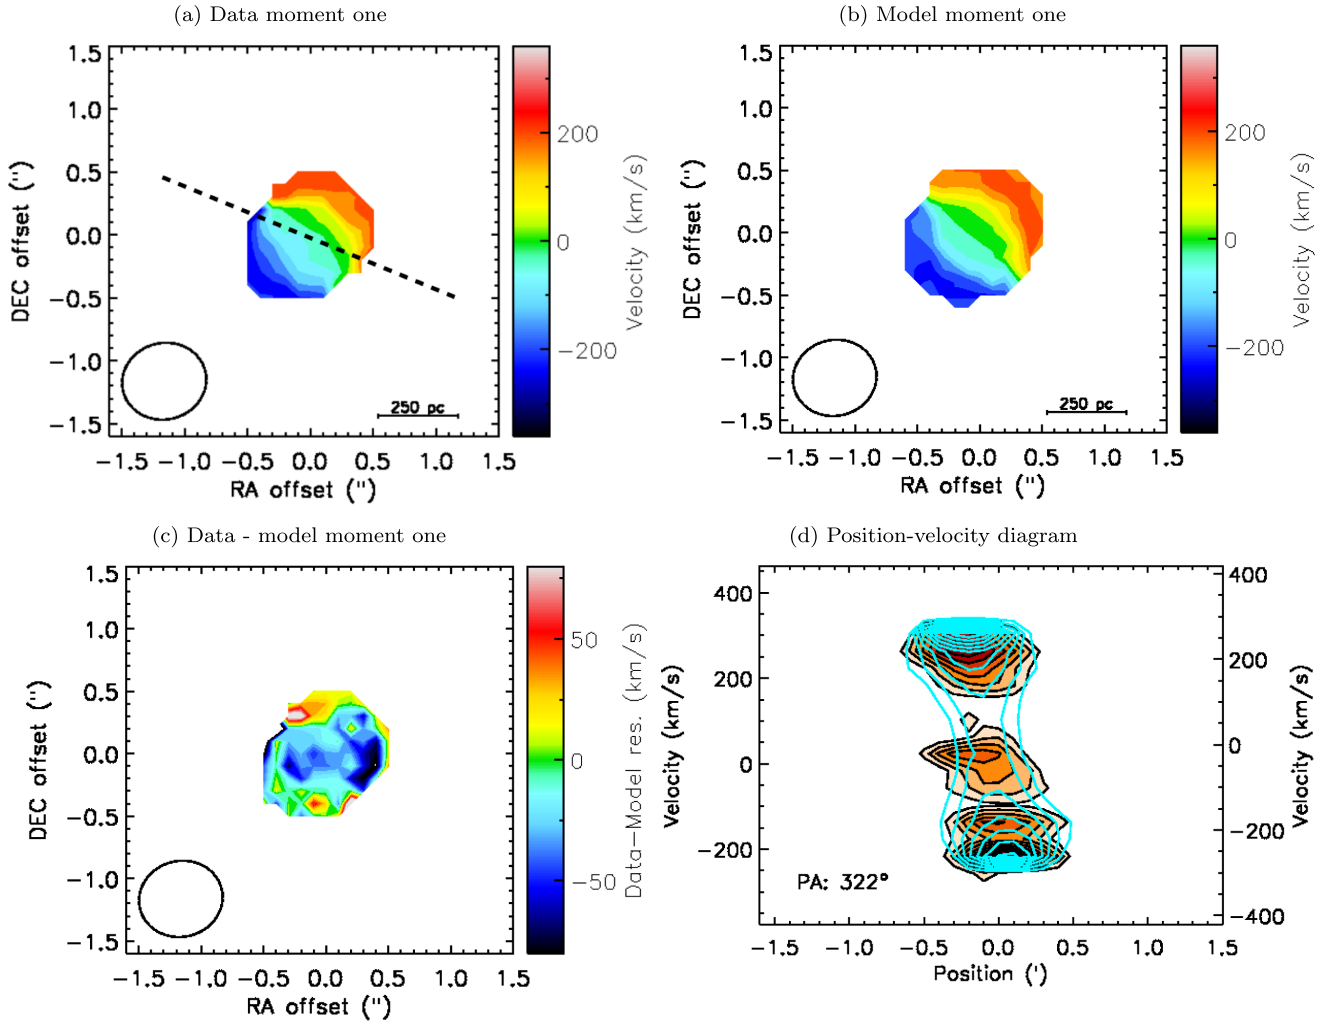 (a) Data moment one
1.5
1.0
0.5
0.0
−0.5
−1.0
−1.5
DEC offset ('')
−1.5 −1.0 −0.5 0.0 0.5 1.0 1.5
RA offset ('')
250 pc
200
0
−200
Velocity (km/s)
(b) Model moment one
1.5
1.0
0.5
0.0
−0.5
−1.0
−1.5
DEC offset ('')
−1.5 −1.0 −0.5 0.0 0.5 1.0 1.5
RA offset ('')
250 pc
200
0
−200
Velocity (km/s)
(c) Data - model moment one
1.5
1.0
0.5
0.0
−0.5
−1.0
−1.5
DEC offset ('')
−1.5 −1.0 −0.5 0.0 0.5 1.0 1.5
RA offset ('')
50
0
−50
Data−Model res. (km/s)
(d) Position-velocity diagram
400
200
0
−200
Velocity (km/s)
PA: 322°
−1.5 −1.0 −0.5 0.0 0.5 1.0 1.5
Position (')
400
200
0
−200
−400
Velocity (km/s)